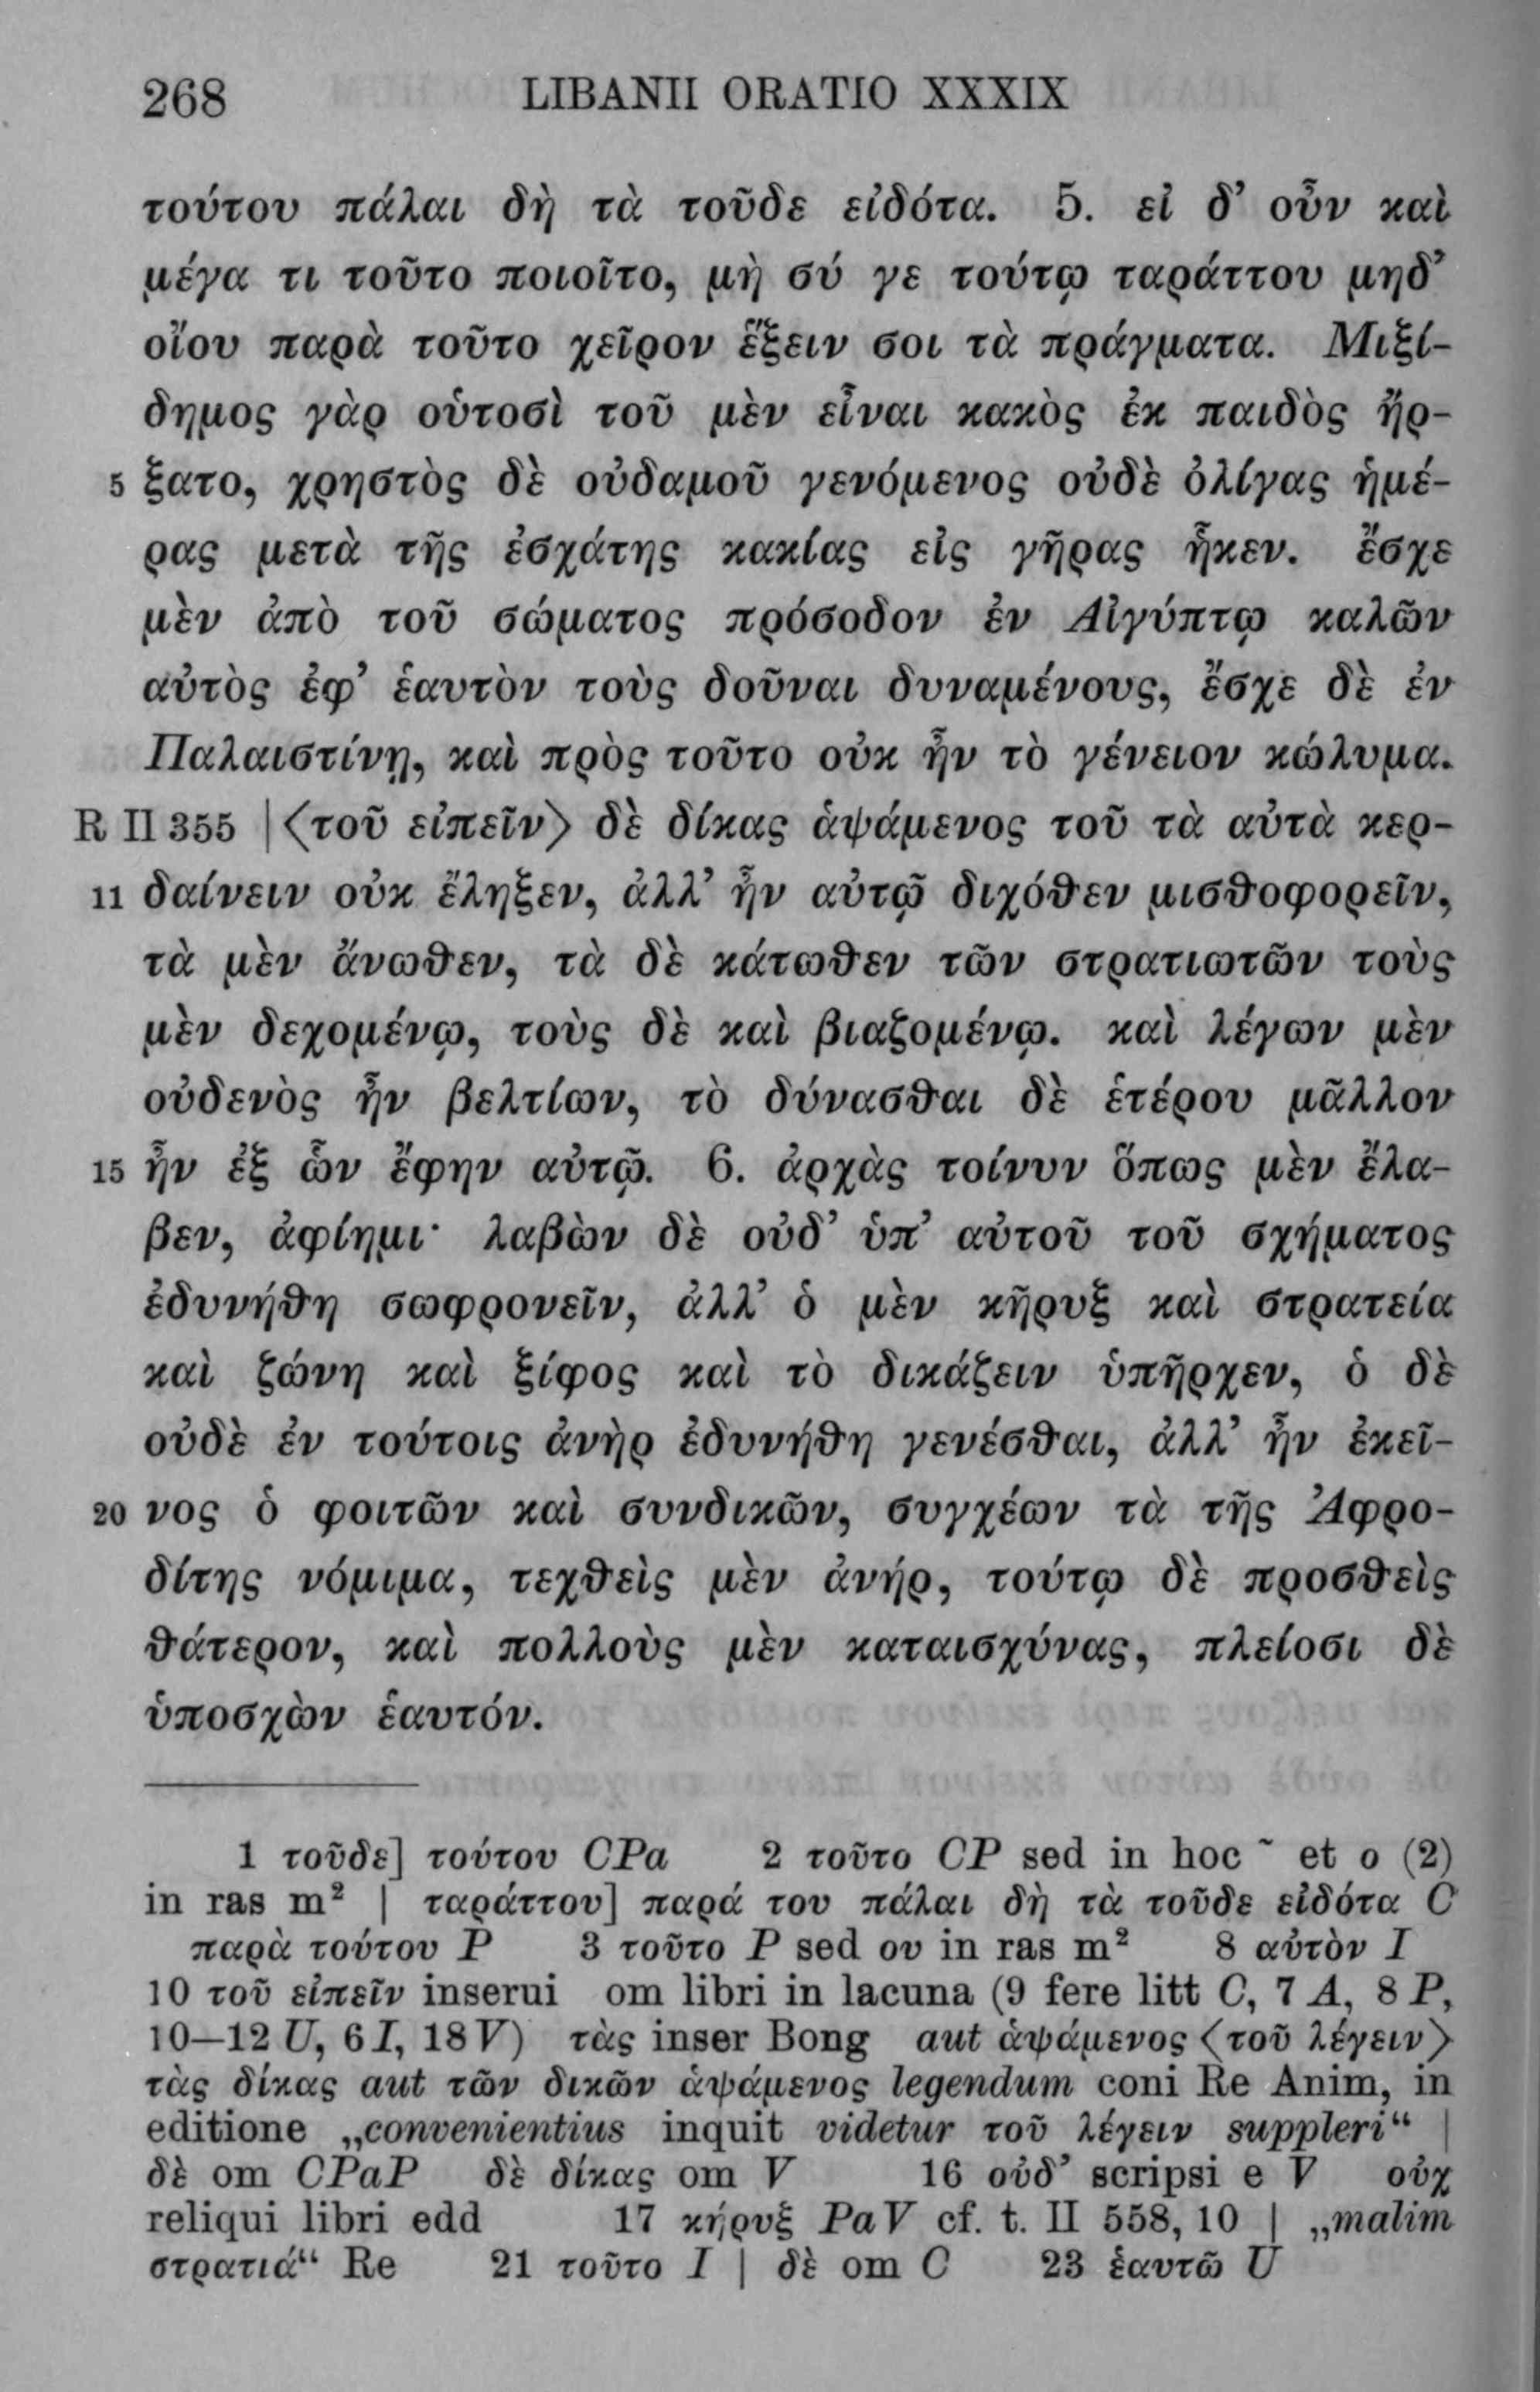 268 LIBANII ORATIO XXXIX
τούτου πάλαι δὴ τὰ τοῦδε εἰδότα. 5. εἰ δ’ οὖν καὶ
μέγα τι τοῦτο ποιοῖτο, μὴ σύ γε τούτῳ ταράττου μηδ’
οἴου παρὰ τοῦτο χεῖρον ἕξειν σοι τὰ πράγματα. Μιξί-
δημος γὰρ οὑτοσὶ τοῦ μὲν εἶναι κακὸς ἐκ παιδὸς ἤρ-
5 ξατο, χρηστὸς δὲ οὐδαμοῦ γενόμενος οὐδὲ ὀλίγας ἡμέ-
ρας μετὰ τῆς ἐσχάτης κακίας εἰς γῆρας ἧκεν. ἔσχε
μὲν ἀπὸ τοῦ σώματος πρόσοδον ἐν Αἰγύπτῳ καλῶν
αὐτὸς ἐφ’ ἑαυτὸν τοὺς δοῦναι δυναμένους, ἔσχε δὲ ἐν
Παλαιστίνῃ, καὶ πρὸς τοῦτο οὐκ ἦν τὸ γένειον κώλυμα.
R II 355 | ⟨τοῦ εἰπεῖν⟩ δὲ δίκας ἁψάμενος τοῦ τὰ αὐτὰ κερ-
11 δαίνειν οὐκ ἔληξεν, ἀλλ’ ἦν αὐτῷ διχόθεν μισθοφορεῖν,
τὰ μὲν ἄνωθεν, τὰ δὲ κάτωθεν τῶν στρατιωτῶν τοὺς
μὲν δεχομένῳ, τοὺς δὲ καὶ βιαζομένῳ. καὶ λέγων μὲν
οὐδενὸς ἦν βελτίων, τὸ δύνασθαι δὲ ἑτέρου μᾶλλον
15 ἦν ἐξ ὧν ἔφην αὐτῷ. 6. ἀρχὰς τοίνυν ὅπως μὲν ἔλα-
βεν, ἀφίημι· λαβὼν δὲ οὐδ’ ὑπ’ αὐτοῦ τοῦ σχήματος
ἐδυνήθη σωφρονεῖν, ἀλλ’ ὁ μὲν κῆρυξ καὶ στρατεία
καὶ ζώνη καὶ ξίφος καὶ τὸ δικάζειν ὑπῆρχεν, ὁ δὲ
οὐδὲ ἐν τούτοις ἀνὴρ ἐδυνήθη γενέσθαι, ἀλλ’ ἦν ἐκεῖ-
20 νος ὁ φοιτῶν καὶ συνδικῶν, συγχέων τὰ τῆς Ἀφρο-
δίτης νόμιμα, τεχθεὶς μὲν ἀνήρ, τούτῳ δὲ προσθεὶς
θάτερον, καὶ πολλοὺς μὲν καταισχύνας, πλείοσι δὲ
ὑποσχὼν ἑαυτόν.
1 τοῦδε] τούτου CPa 2 τοῦτο CP sed in hoc ῀ et ο (2)
in ras m² | ταράττου] παρά του πάλαι δὴ τὰ τοῦδε εἰδότα C
παρὰ τούτου P 3 τοῦτο P sed ου in ras m² 8 αὐτὸν I
10 τοῦ εἰπεῖν inserui om libri in lacuna (9 fere litt C, 7 A, 8 P,
10—12 U, 6 I, 18 V) τὰς inser Bong aut ἁψάμενος ⟨τοῦ λέγειν⟩
τὰς δίκας aut τῶν δικῶν ἁψάμενος legendum coni Re Anim, in
editione „convenientius inquit videtur τοῦ λέγειν suppleri“ |
δὲ om CPaP δὲ δίκας om V 16 οὐδ’ scripsi e V οὐχ
reliqui libri edd 17 κήρυξ PaV cf. t. II 558, 10 | „malim
στρατιά“ Re 21 τοῦτο I | δὲ om C 23 ἑαυτῶ U